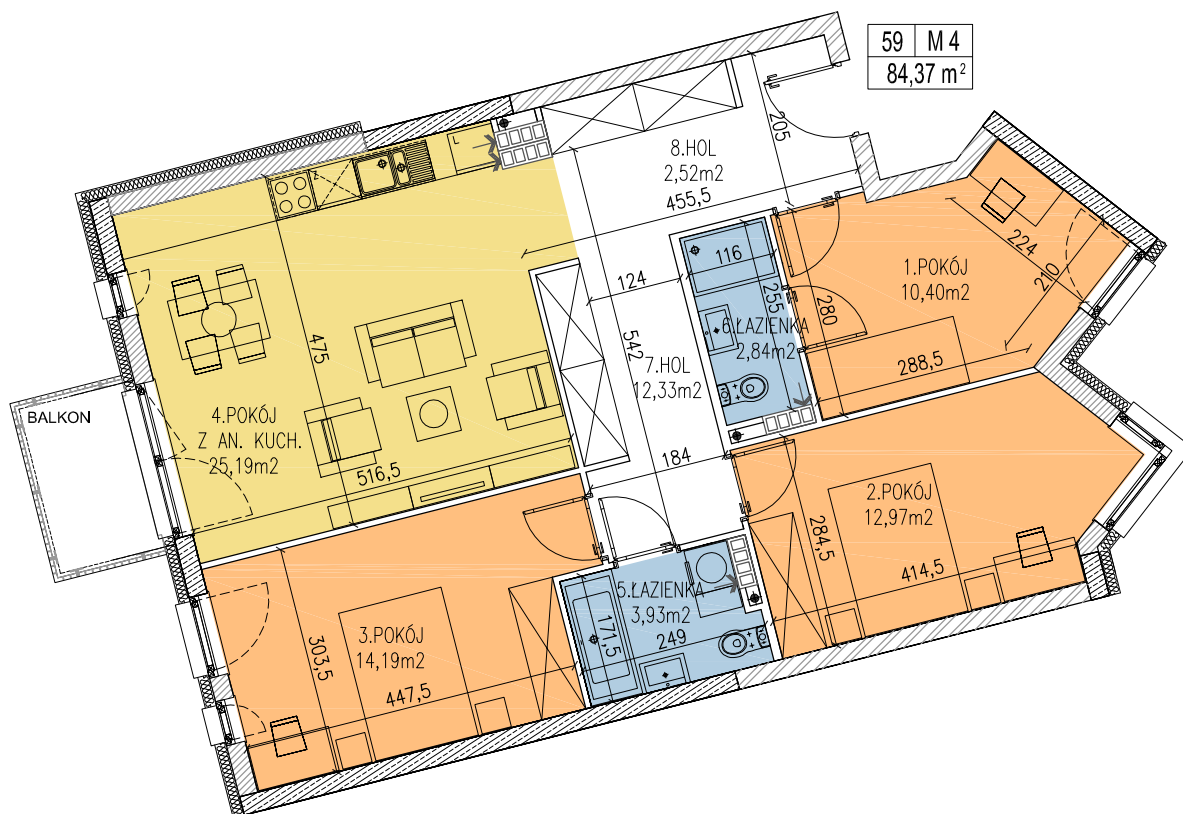 59 M 4
84,37 m²
L
8.HOL
2,52m2
205
455,5
224
210
1.POKÓJ
10,40m2
116
124
255
280
6.ŁAZIENKA
2,84m2
288,5
475
542
7.HOL
12,33m2
BALKON
4.POKÓJ
Z AN. KUCH.
25,19m2
516,5
184
2.POKÓJ
12,97m2
284,5
414,5
5.ŁAZIENKA
3,93m2
171,5
249
3.POKÓJ
14,19m2
303,5
447,5